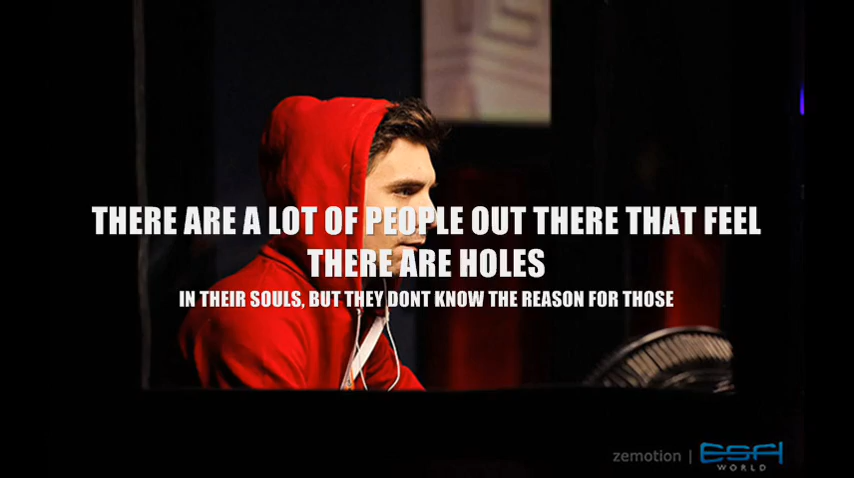 THERE ARE A LOT OF PEOPLE OUT THERE THAT FEEL
THERE ARE HOLES
IN THEIR SOULS, BUT THEY DONT KNOW THE REASON FOR THOSE
zemotion | ESFI
WORLD